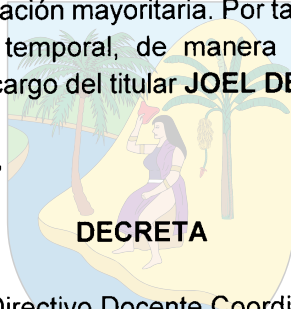 ación mayoritaria. Por ta
temporal, de manera
cargo del titular JOEL DE
DECRETA
Directivo Docente Coordi